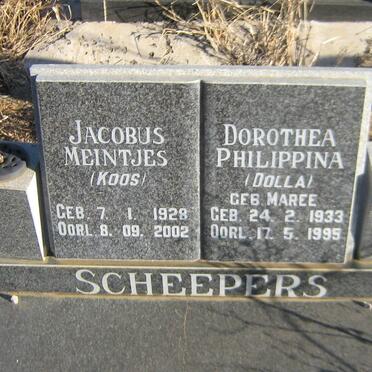 JACOBUS
MEINTJES
(KOOS)
GEB. 7. 1. 1928
OORL. 8. 09. 2002
DOROTHEA
PHILIPPINA
(DOLLA)
GEB. MAREE
GEB. 24. 2. 1933
OORL. 17. 5. 1995
SCHEEPERS